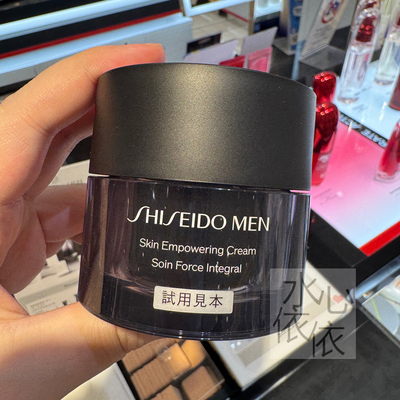 SHISEIDO MEN
Skin Empowering Cream
Soin Force Integral
試用見本
水心
依依